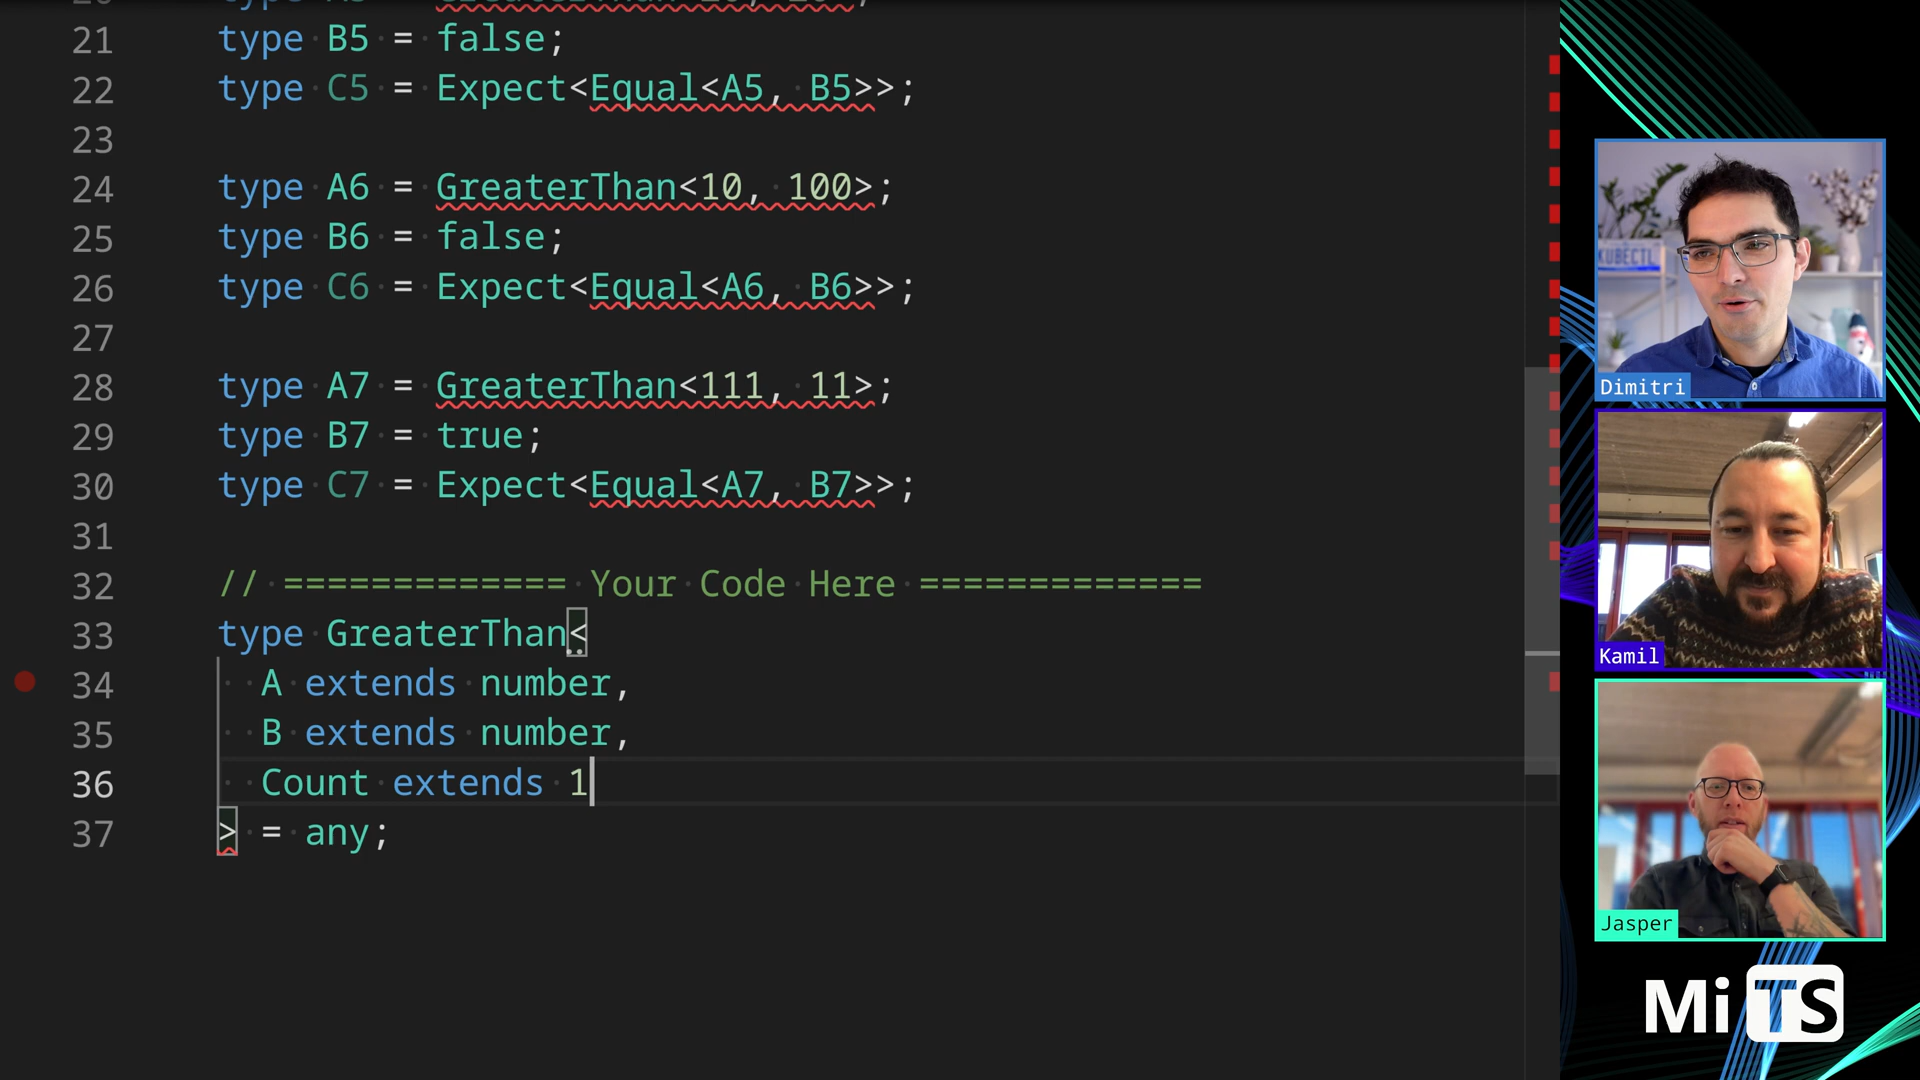 21 type B5 = false;
22 type C5 = Expect<Equal<A5, B5>>;
23
24 type A6 = GreaterThan<10, 100>;
25 type B6 = false;
26 type C6 = Expect<Equal<A6, B6>>;
27
28 type A7 = GreaterThan<111, 11>;
29 type B7 = true;
30 type C7 = Expect<Equal<A7, B7>>;
31
32 // ============= Your Code Here =============
33 type GreaterThan<
34 A extends number,
35 B extends number,
36 Count extends 1
37 > = any;
KUBECTL
Dimitri
Kamil
Jasper
MiTS